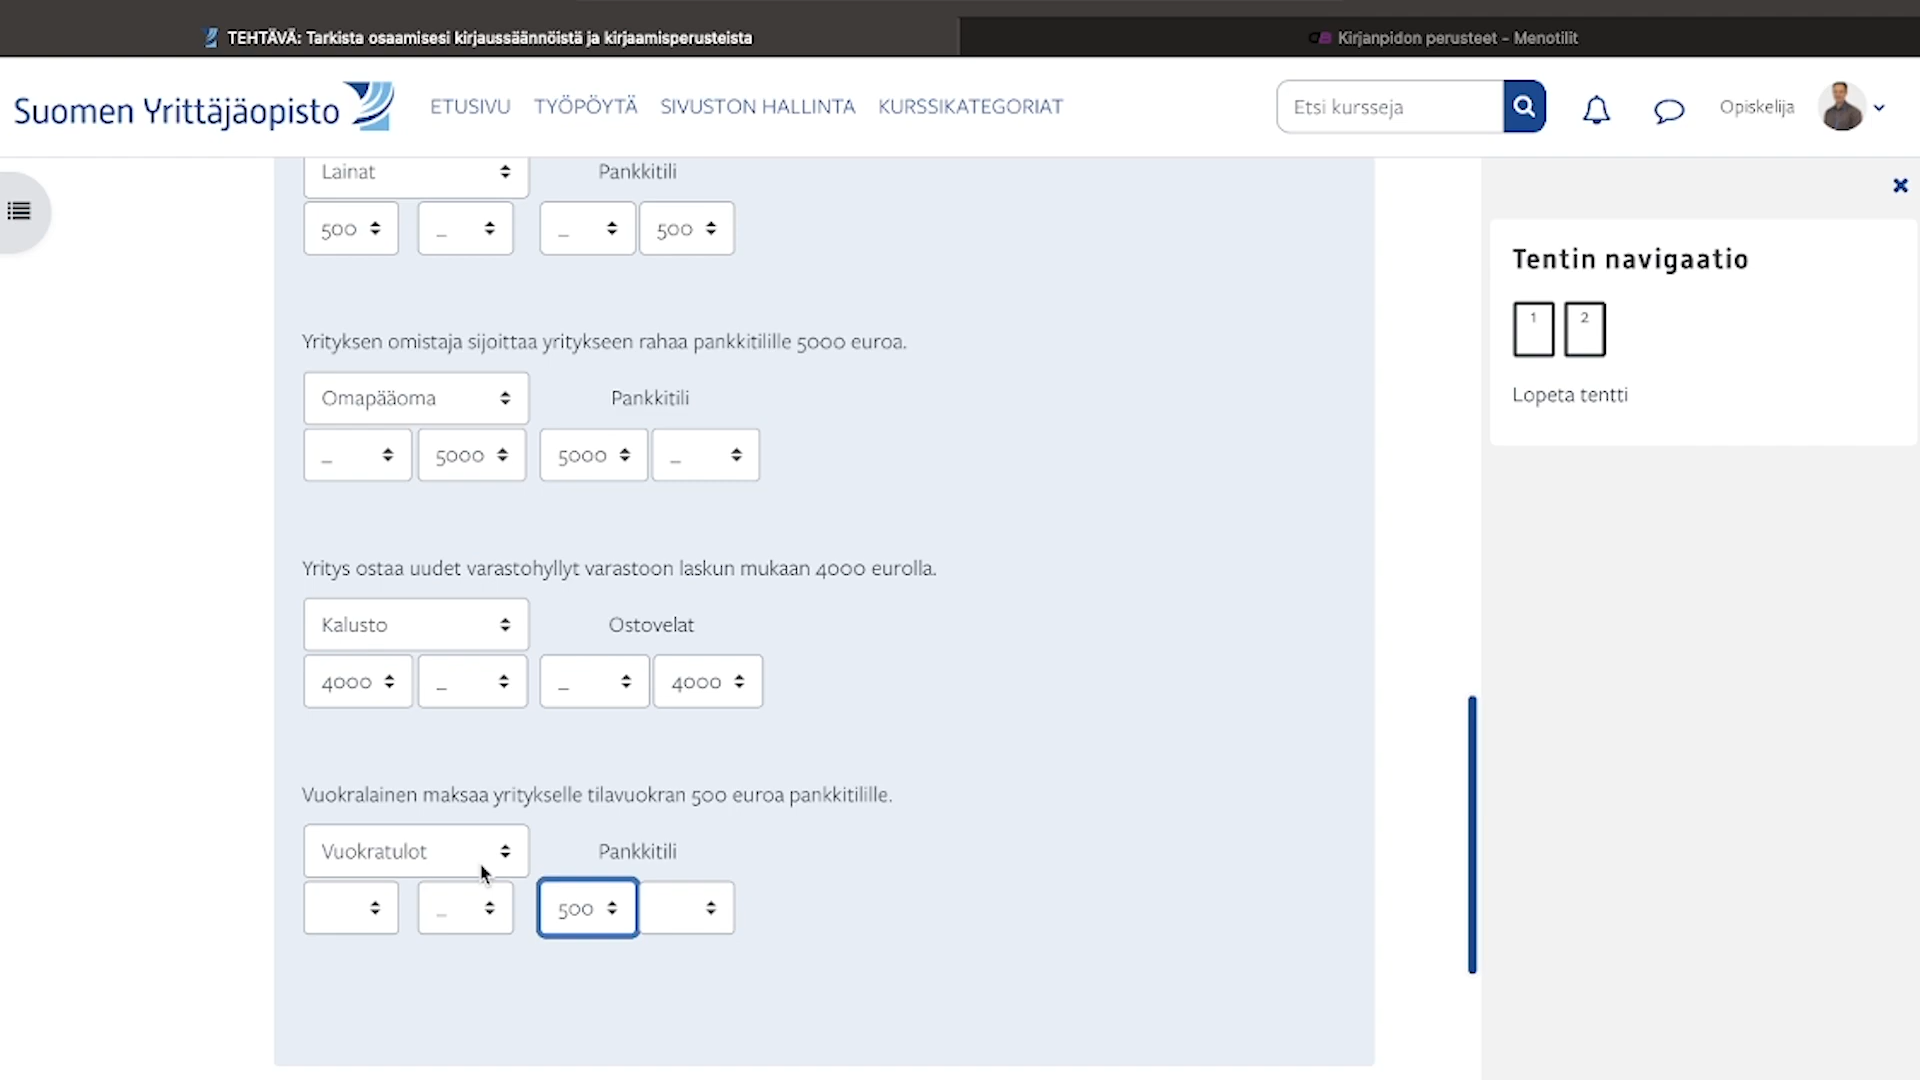 TEHTÄVÄ: Tarkista osaamisesi kirjaussäännöistä ja kirjaamisperusteista
Kirjanpidon perusteet – Menotilit
Suomen Yrittäjäopisto
ETUSIVU TYÖPÖYTÄ SIVUSTON HALLINTA KURSSIKATEGORIAT
Etsi kursseja
Opiskelija
Lainat Pankkitili
500 _ _ 500
Yrityksen omistaja sijoittaa yritykseen rahaa pankkitilille 5000 euroa.
Omapääoma Pankkitili
_ 5000 5000 _
Yritys ostaa uudet varastohyllyt varastoon laskun mukaan 4000 eurolla.
Kalusto Ostovelat
4000 _ _ 4000
Vuokralainen maksaa yritykselle tilavuokran 500 euroa pankkitilille.
Vuokratulot Pankkitili
_ 500
Tentin navigaatio
1 2
Lopeta tentti